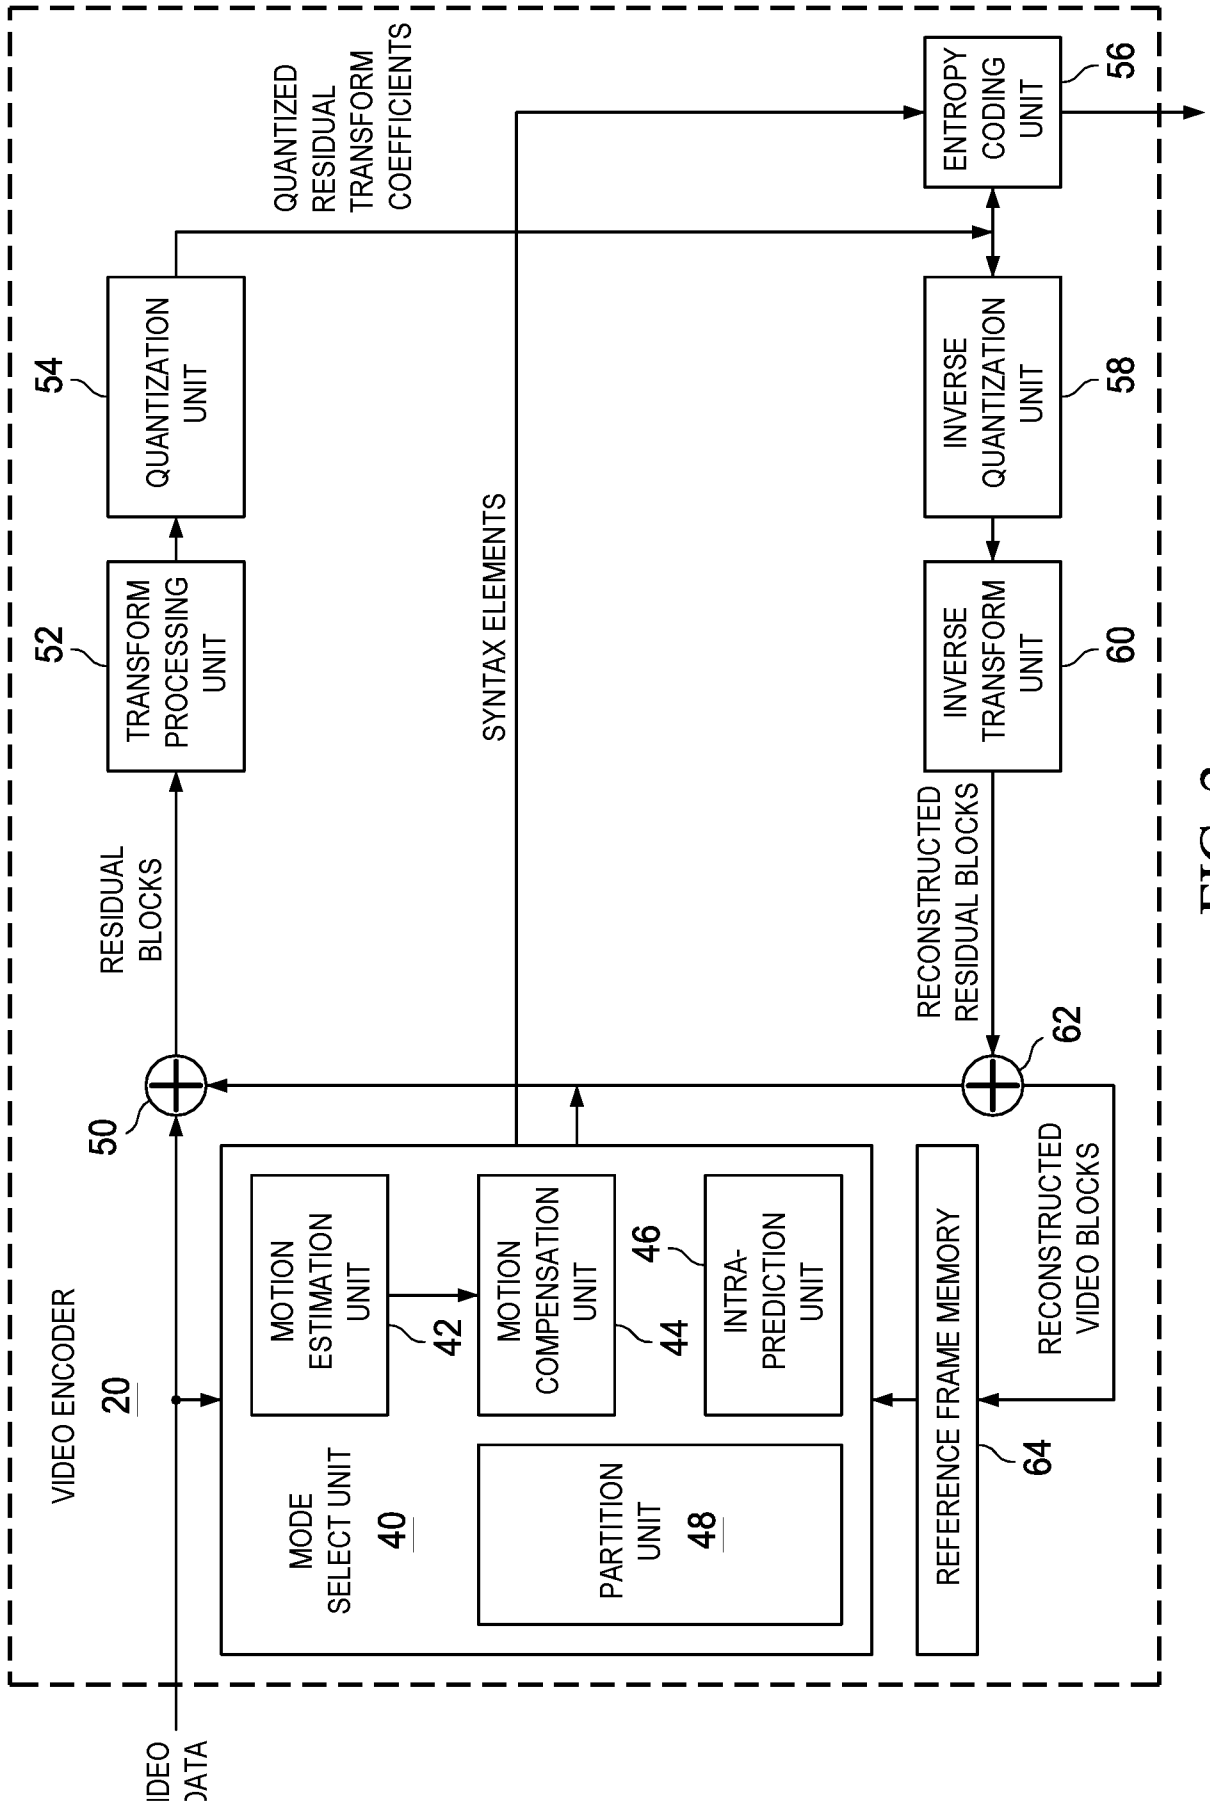 VIDEO ENCODER
20
DATA
50
RESIDUAL
BLOCKS
52
TRANSFORM
PROCESSING
UNIT
54
QUANTIZATION
UNIT
QUANTIZED
RESIDUAL
TRANSFORM
COEFFICIENTS
MODE
SELECT UNIT
40
MOTION
ESTIMATION
UNIT
42
MOTION
COMPENSATION
UNIT
44
46
INTRA-
PREDICTION
UNIT
PARTITION
UNIT
48
SYNTAX ELEMENTS
ENTROPY
CODING
UNIT
56
INVERSE
QUANTIZATION
UNIT
58
INVERSE
TRANSFORM
UNIT
60
RECONSTRUCTED
RESIDUAL BLOCKS
62
REFERENCE FRAME MEMORY
64
RECONSTRUCTED
VIDEO BLOCKS